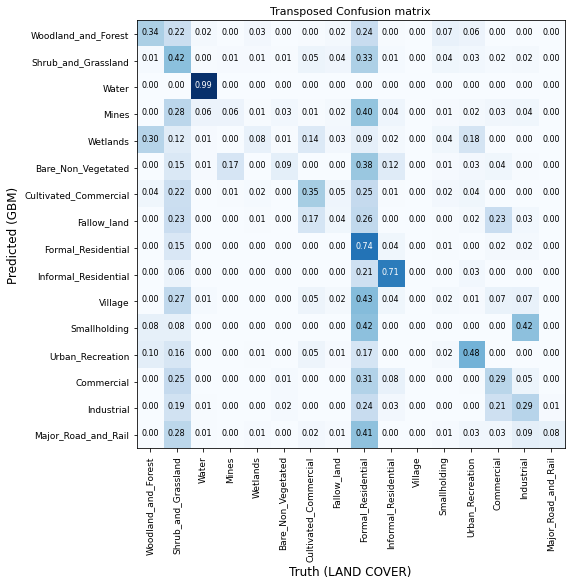 Transposed Confusion matrix
Predicted (GBM)
Woodland_and_Forest 0.34 0.22 0.02 0.00 0.03 0.00 0.00 0.02 0.24 0.00 0.00 0.07 0.06 0.00 0.00 0.00
Shrub_and_Grassland 0.01 0.42 0.00 0.01 0.01 0.01 0.05 0.04 0.33 0.01 0.00 0.04 0.03 0.02 0.02 0.00
Water 0.00 0.00 0.99 0.00 0.00 0.00 0.00 0.00 0.00 0.00 0.00 0.00 0.00 0.00 0.00 0.00
Mines 0.00 0.28 0.06 0.06 0.01 0.03 0.01 0.02 0.40 0.04 0.00 0.01 0.02 0.03 0.04 0.00
Wetlands 0.30 0.12 0.01 0.00 0.08 0.01 0.14 0.03 0.09 0.02 0.00 0.04 0.18 0.00 0.00 0.00
Bare_Non_Vegetated 0.00 0.15 0.01 0.17 0.00 0.09 0.00 0.00 0.38 0.12 0.00 0.01 0.03 0.04 0.00 0.00
Cultivated_Commercial 0.04 0.22 0.00 0.01 0.02 0.00 0.35 0.05 0.25 0.01 0.00 0.02 0.04 0.00 0.00 0.00
Fallow_land 0.00 0.23 0.00 0.00 0.01 0.00 0.17 0.04 0.26 0.00 0.00 0.00 0.02 0.23 0.03 0.00
Formal_Residential 0.00 0.15 0.00 0.00 0.00 0.00 0.00 0.00 0.74 0.04 0.00 0.01 0.00 0.02 0.02 0.00
Informal_Residential 0.00 0.06 0.00 0.00 0.00 0.00 0.00 0.00 0.21 0.71 0.00 0.00 0.03 0.00 0.00 0.00
Village 0.00 0.27 0.01 0.00 0.00 0.00 0.05 0.02 0.43 0.04 0.00 0.02 0.01 0.07 0.07 0.00
Smallholding 0.08 0.08 0.00 0.00 0.00 0.00 0.00 0.00 0.42 0.00 0.00 0.00 0.00 0.00 0.42 0.00
Urban_Recreation 0.10 0.16 0.00 0.00 0.01 0.00 0.05 0.01 0.17 0.00 0.00 0.02 0.48 0.00 0.00 0.00
Commercial 0.00 0.25 0.00 0.00 0.00 0.01 0.00 0.00 0.31 0.08 0.00 0.00 0.00 0.29 0.05 0.00
Industrial 0.00 0.19 0.01 0.00 0.00 0.02 0.00 0.01 0.24 0.03 0.00 0.00 0.00 0.21 0.29 0.01
Major_Road_and_Rail 0.00 0.28 0.01 0.00 0.01 0.00 0.02 0.01 0.41 0.00 0.00 0.01 0.03 0.03 0.09 0.08
Woodland_and_Forest
Shrub_and_Grassland
Water
Mines
Wetlands
Bare_Non_Vegetated
Cultivated_Commercial
Fallow_land
Formal_Residential
Informal_Residential
Village
Smallholding
Urban_Recreation
Commercial
Industrial
Major_Road_and_Rail
Truth (LAND COVER)